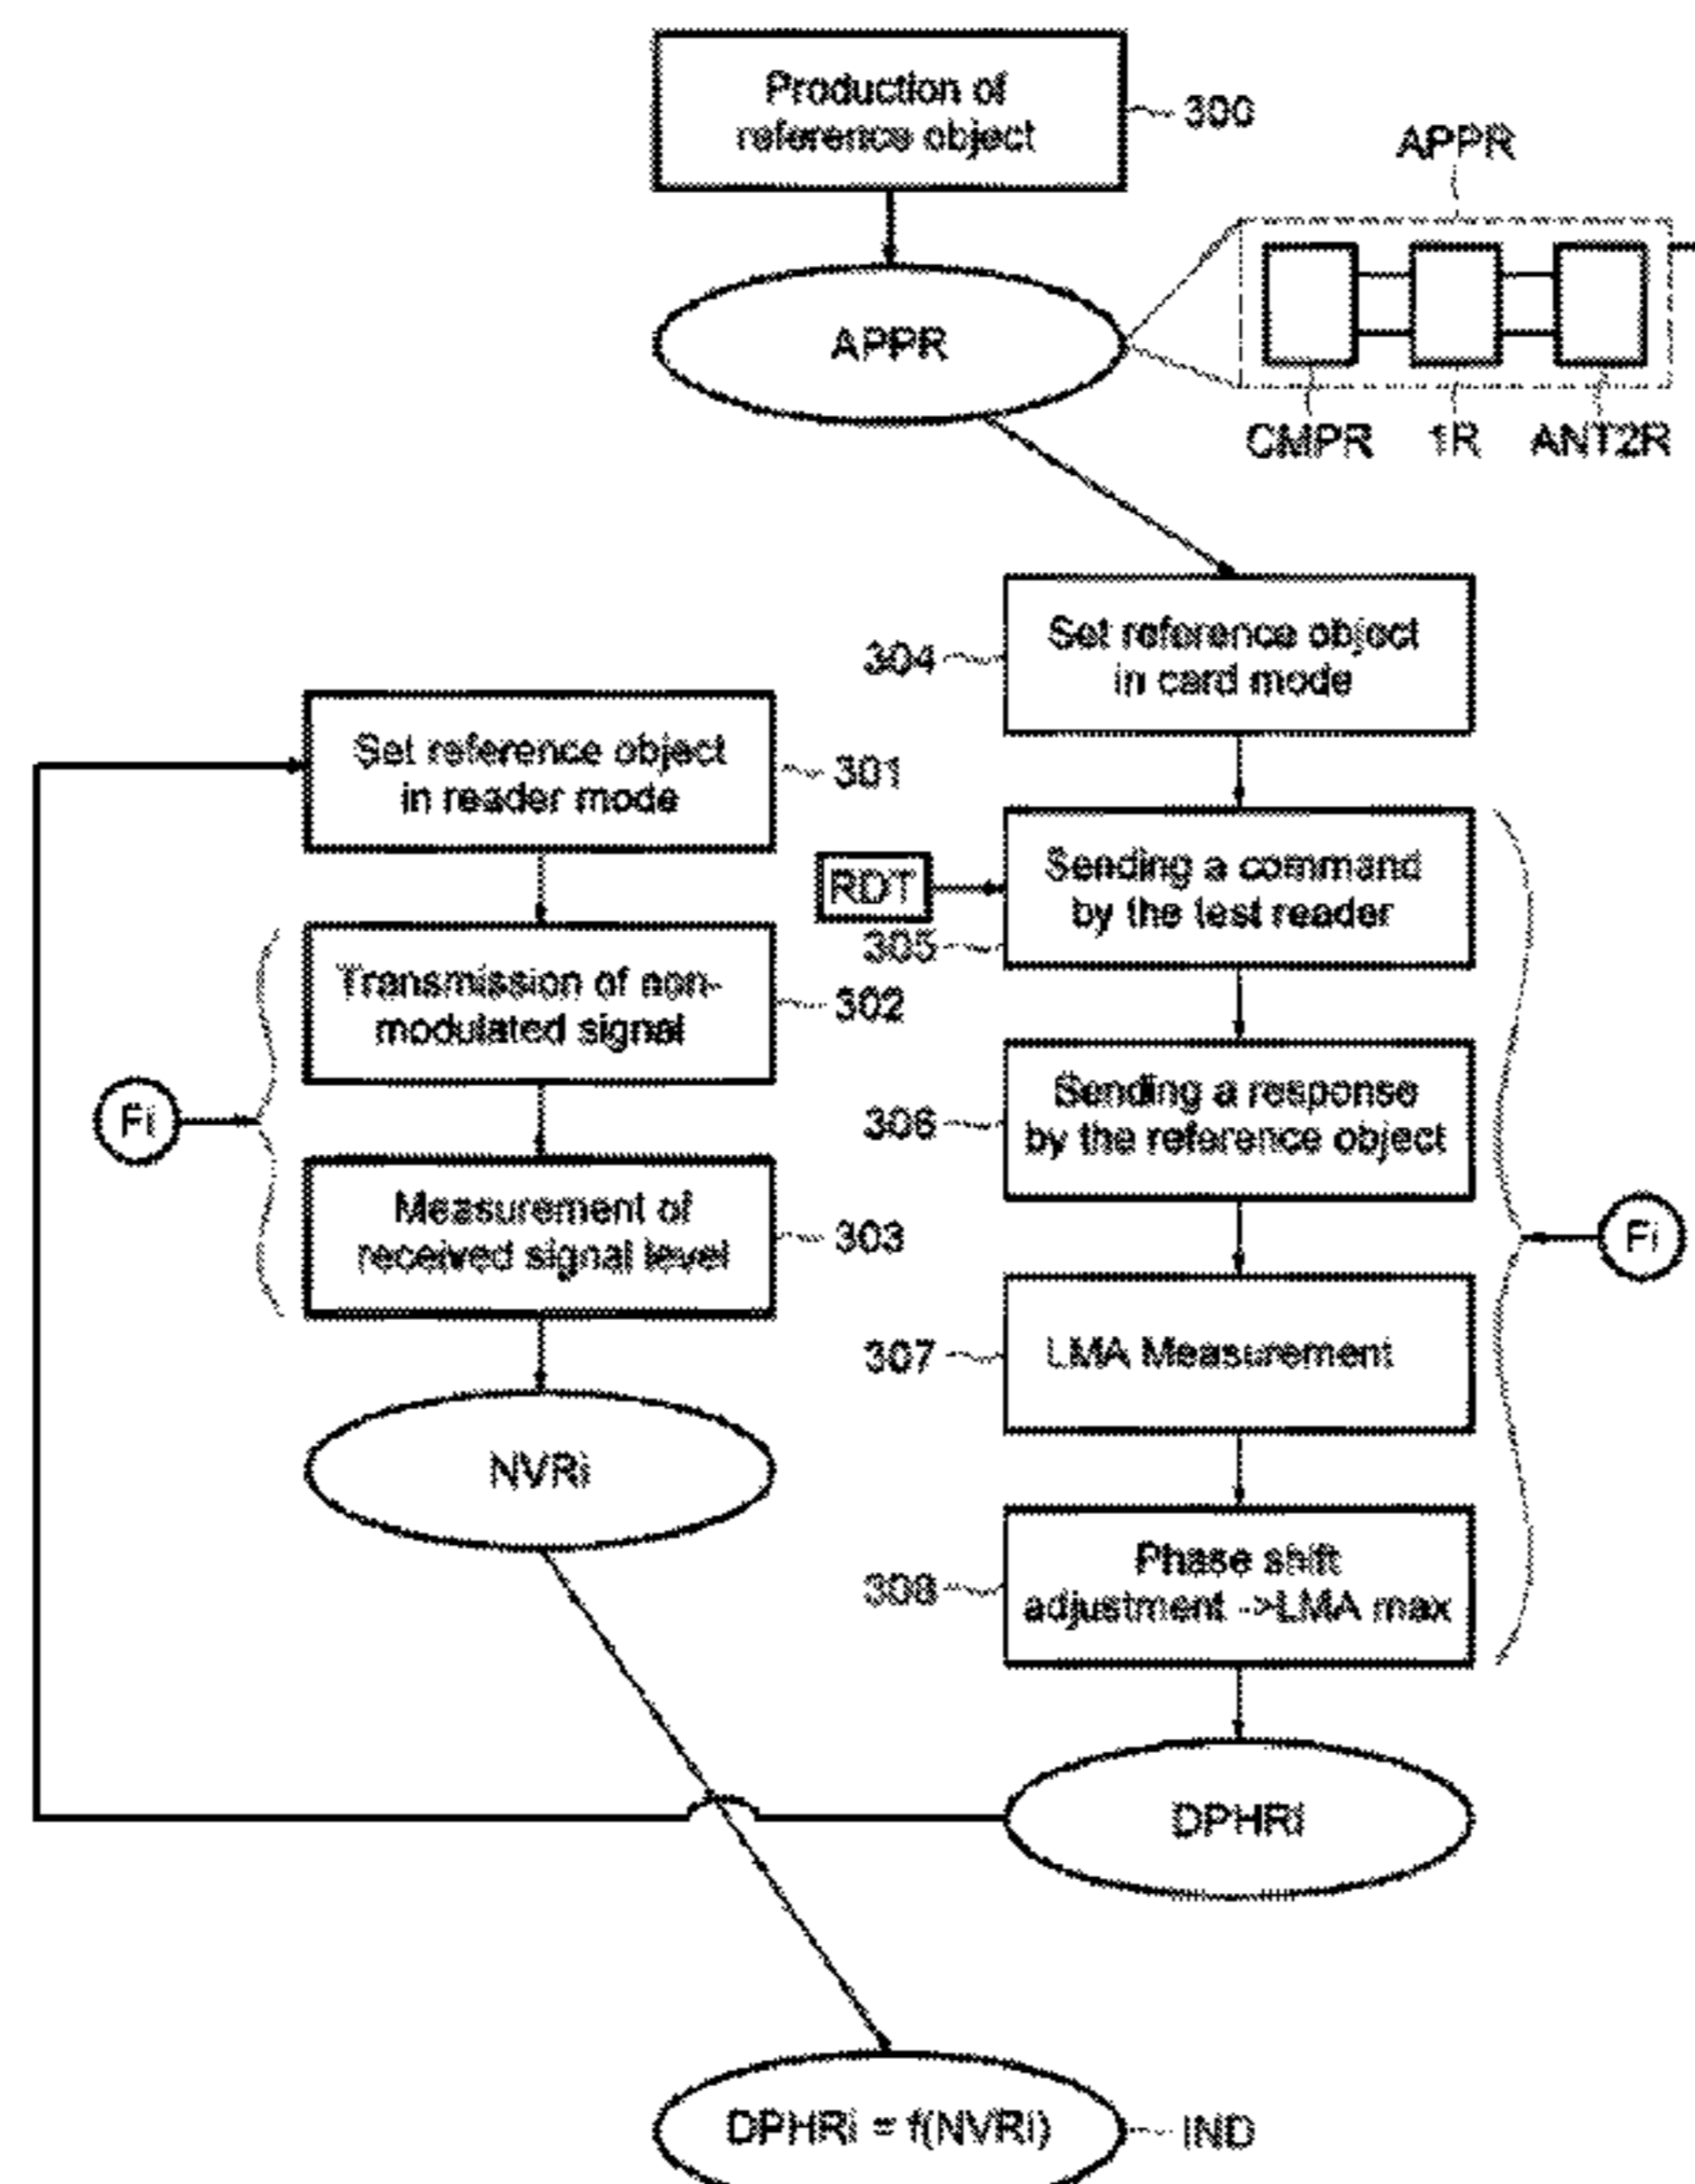 Production of
reference object
300
APPR
APPR
CMPR
1R
ANT2R
Set reference object
in card mode
304
Set reference object
in reader mode
301
RDT
Sending a command
by the test reader
305
Transmission of non-
modulated signal
302
Fi
Sending a response
by the reference object
306
Measurement of
received signal level
303
Fi
LMA Measurement
307
NVRi
Phase shift
adjustment ->LMA max
308
DPHRi
DPHRi = f(NVRi)
IND